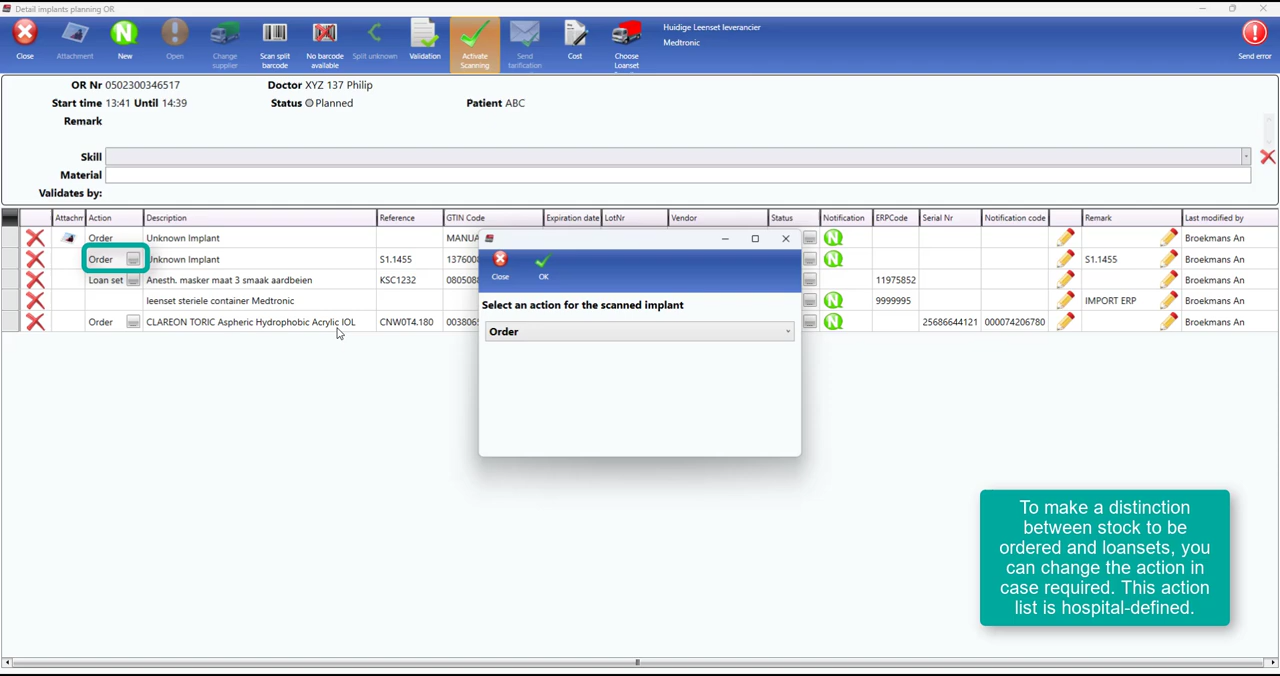 Detail implants planning OR
Close
Attachment
New
Open
Change
supplier
Scan split
barcode
No barcode
available
Split unknown
Validation
Activate
Scanning
Send
tarification
Cost
Choose
Loanset
Huidige Leenset leverancier
Medtronic
Send error
OR Nr 0502300346517
Doctor XYZ 137 Philip
Start time 13:41 Until 14:39
Status Planned
Patient ABC
Remark
Skill
Material
Validates by:
Attachm Action Description Reference GTIN Code Expiration date LotNr Vendor Status Notification ERPCode Serial Nr Notification code Remark Last modified by
Order Unknown Implant MANUA Broekmans An
Order Unknown Implant S1.1455 137600 S1.1455 Broekmans An
Loan set Anesth. masker maat 3 smaak aardbeien KSC1232 080508 11975852 Broekmans An
leenset steriele container Medtronic 9999995 IMPORT ERP Broekmans An
Order CLAREON TORIC Aspheric Hydrophobic Acrylic IOL CNW0T4.180 003806 25686644121 000074206780 Broekmans An
Close
OK
Select an action for the scanned implant
Order
To make a distinction
between stock to be
ordered and loansets, you
can change the action in
case required. This action
list is hospital-defined.